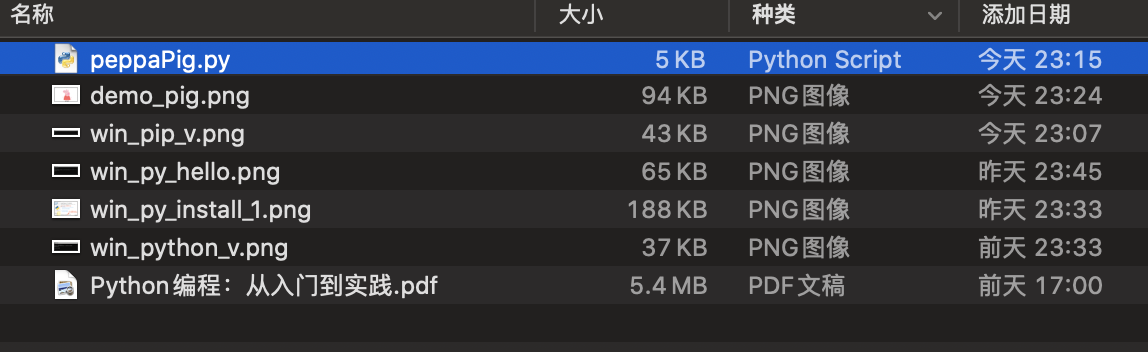 名称 大小 种类 添加日期
peppaPig.py 5 KB Python Script 今天 23:15
demo_pig.png 94 KB PNG图像 今天 23:24
win_pip_v.png 43 KB PNG图像 今天 23:07
win_py_hello.png 65 KB PNG图像 昨天 23:45
win_py_install_1.png 188 KB PNG图像 昨天 23:33
win_python_v.png 37 KB PNG图像 前天 23:33
Python编程：从入门到实践.pdf 5.4 MB PDF文稿 前天 17:00